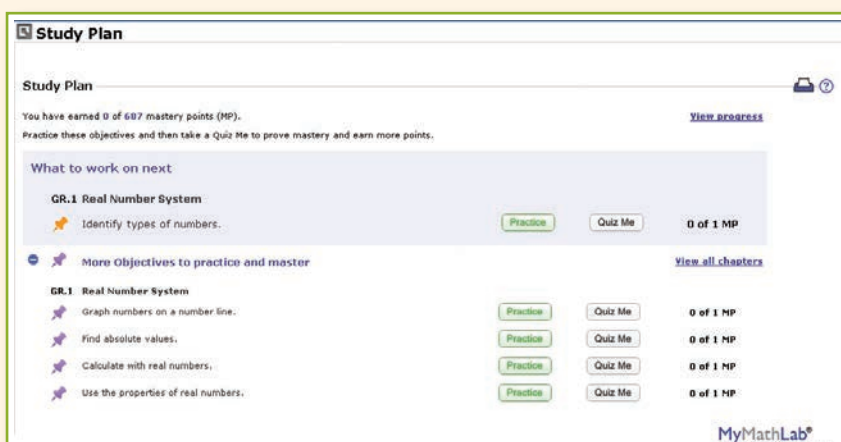 Study Plan
Study Plan
You have earned 0 of 687 mastery points (MP).
View progress
Practice these objectives and then take a Quiz Me to prove mastery and earn more points.
What to work on next
GR.1 Real Number System
Identify types of numbers. Practice Quiz Me 0 of 1 MP
More Objectives to practice and master View all chapters
GR.1 Real Number System
Graph numbers on a number line. Practice Quiz Me 0 of 1 MP
Find absolute values. Practice Quiz Me 0 of 1 MP
Calculate with real numbers. Practice Quiz Me 0 of 1 MP
Use the properties of real numbers. Practice Quiz Me 0 of 1 MP
MyMathLab®